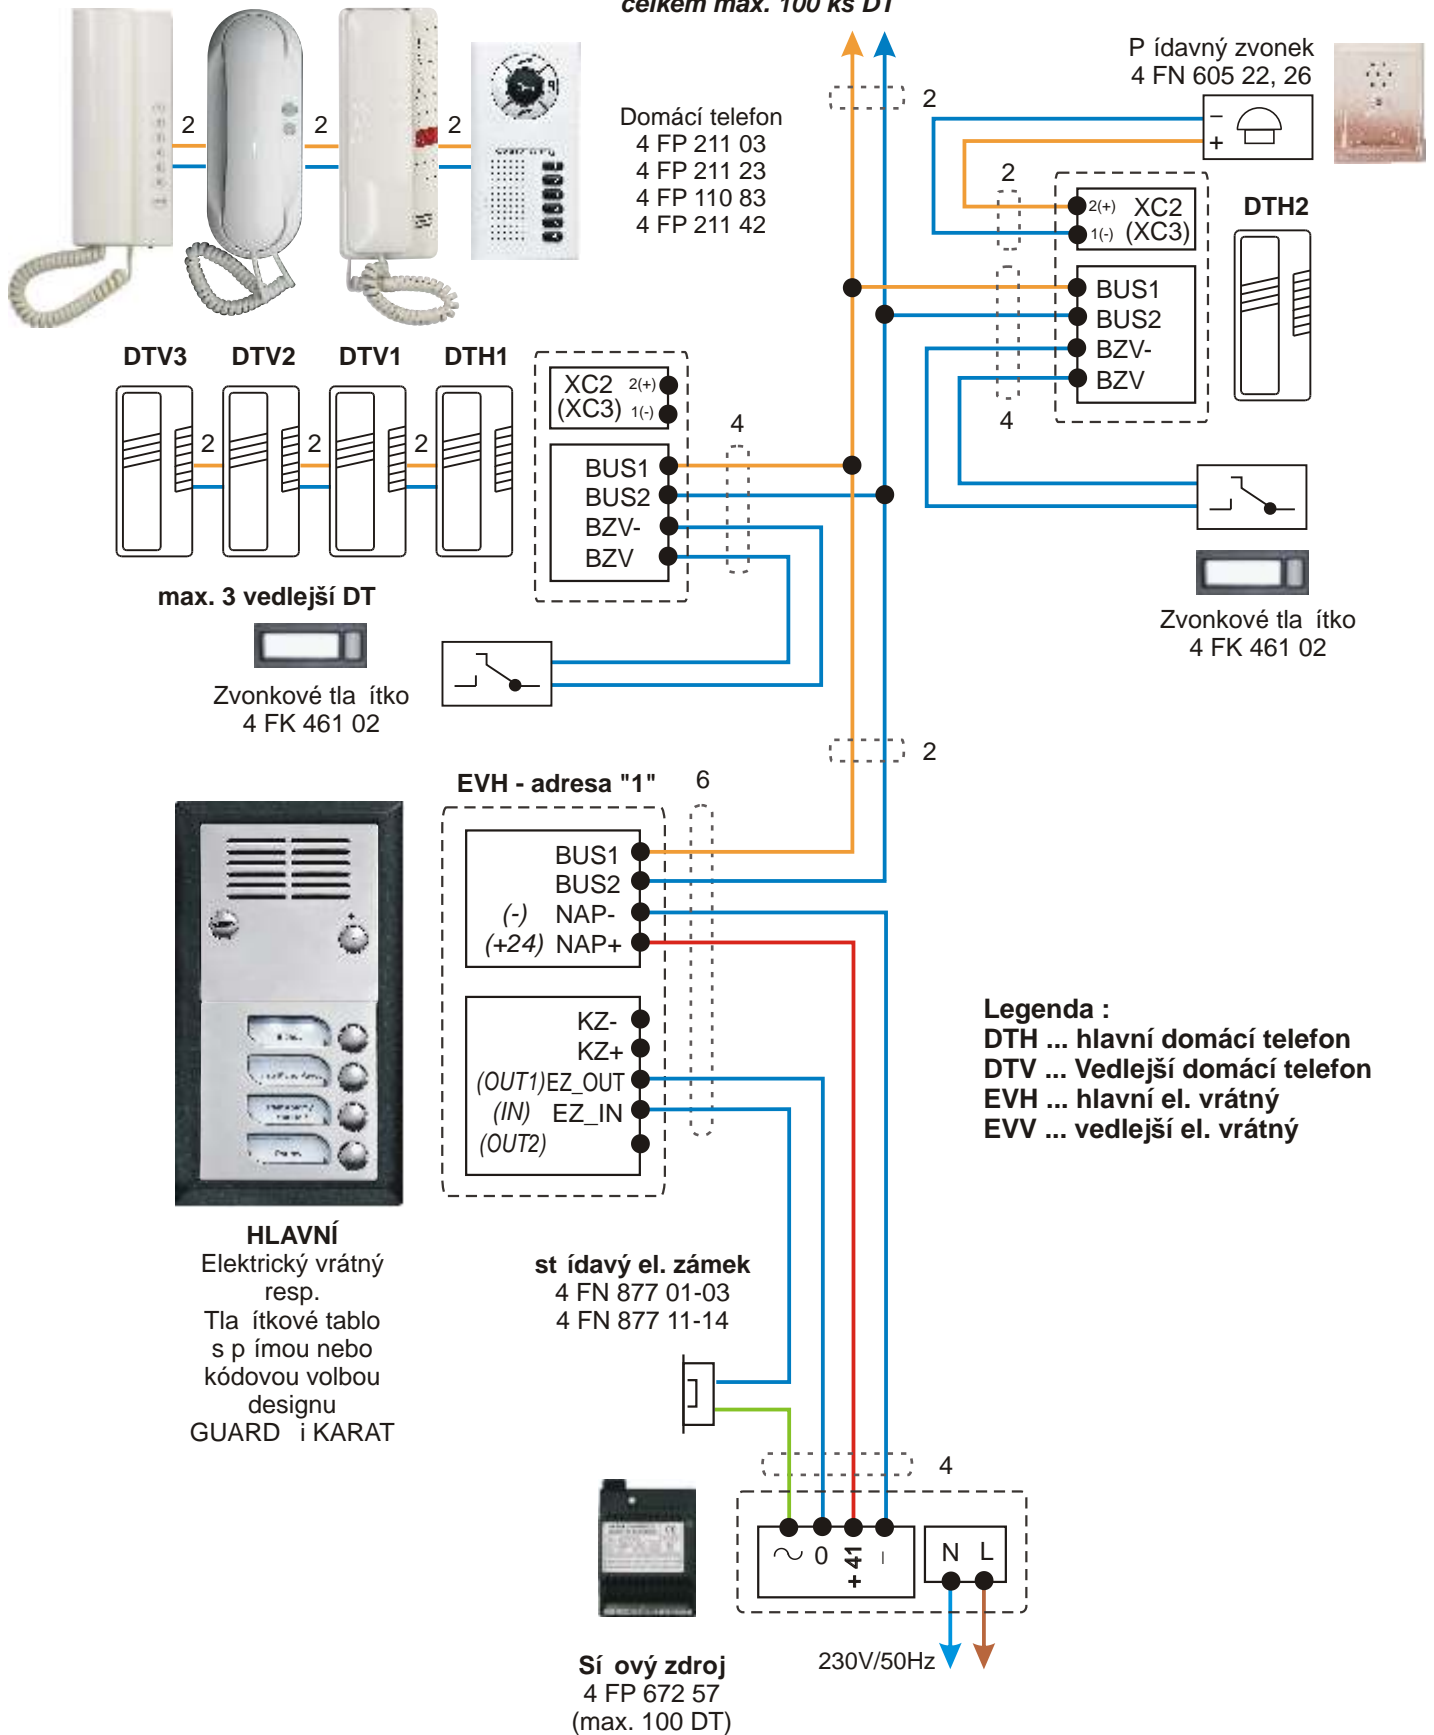 celkem max. 100 ks DT
P ídavný zvonek
4 FN 605 22, 26
2
2
2
2
Domácí telefon
4 FP 211 03
4 FP 211 23
4 FP 110 83
4 FP 211 42
−
+
2
2(+) XC2
1(-) (XC3)
DTH2
BUS1
BUS2
BZV-
BZV
4
DTV3 DTV2 DTV1 DTH1
2 2 2
XC2 2(+)
(XC3) 1(-)
4
BUS1
BUS2
BZV-
BZV
max. 3 vedlejší DT
Zvonkové tla ítko
4 FK 461 02
Zvonkové tla ítko
4 FK 461 02
2
EVH - adresa "1"
6
BUS1
BUS2
(-) NAP-
(+24) NAP+
KZ-
KZ+
(OUT1) EZ_OUT
(IN) EZ_IN
(OUT2)
Legenda :
DTH ... hlavní domácí telefon
DTV ... Vedlejší domácí telefon
EVH ... hlavní el. vrátný
EVV ... vedlejší el. vrátný
HLAVNÍ
Elektrický vrátný
resp.
Tla ítkové tablo
s p ímou nebo
kódovou volbou
designu
GUARD i KARAT
st ídavý el. zámek
4 FN 877 01-03
4 FN 877 11-14
4
0 +41 − N L
230V/50Hz
Sí ový zdroj
4 FP 672 57
(max. 100 DT)